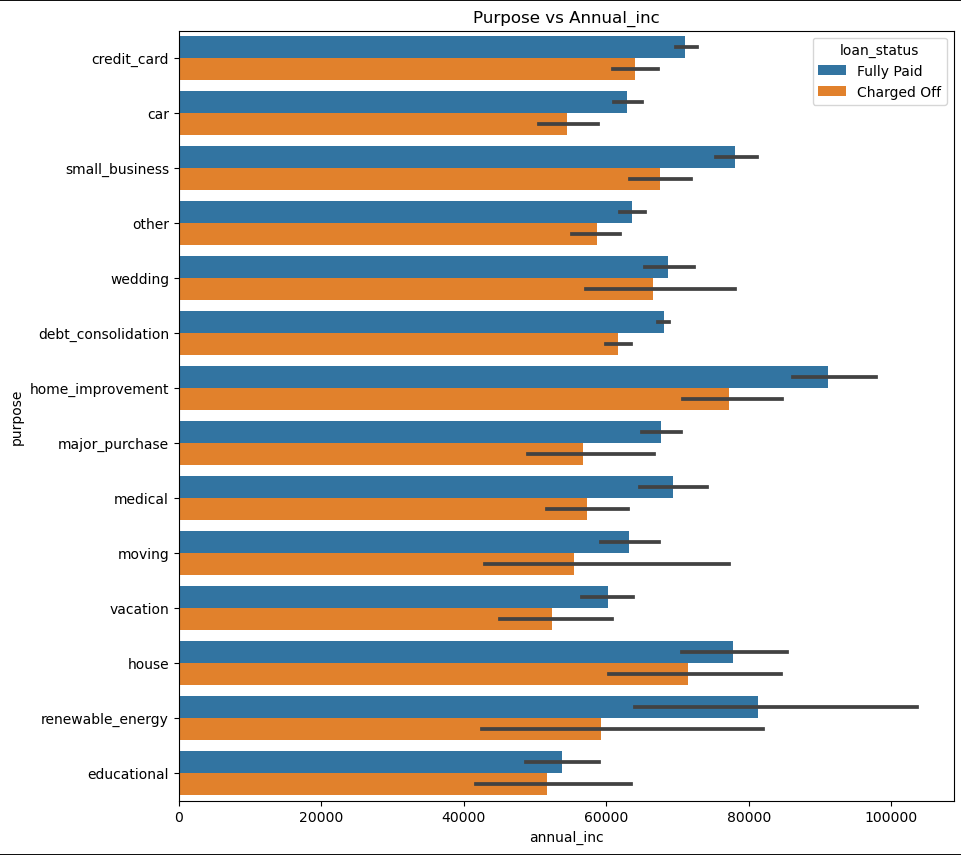 Purpose vs Annual_inc
loan_status
Fully Paid
Charged Off
purpose
credit_card
car
small_business
other
wedding
debt_consolidation
home_improvement
major_purchase
medical
moving
vacation
house
renewable_energy
educational
0 20000 40000 60000 80000 100000
annual_inc